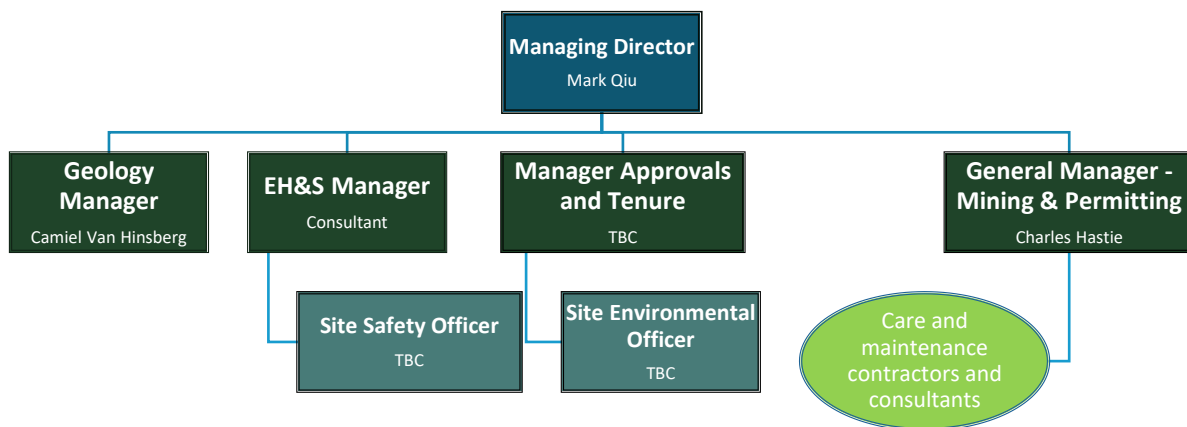 Managing Director
Mark Qiu
Geology
Manager
Camiel Van Hinsberg
EH&S Manager
Consultant
Manager Approvals
and Tenure
TBC
General Manager -
Mining & Permitting
Charles Hastie
Site Safety Officer
TBC
Site Environmental
Officer
TBC
Care and
maintenance
contractors and
consultants